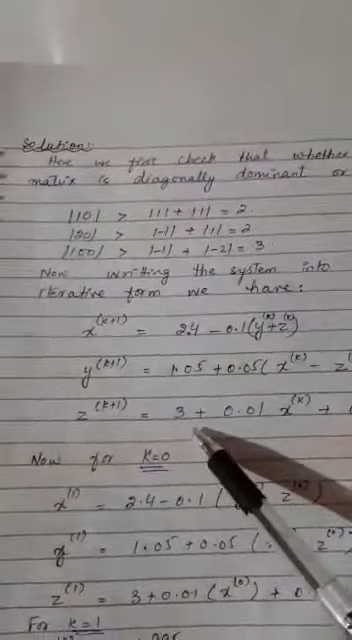 Solution:
Here we first check that whether
matrix is diagonally dominant or
|10| > |1| + |1| = 2.
|20| > |-1| + |1| = 2
|100| > |-1| + |-2| = 3.
Now writting the system into
iterative form we have:
x^(k+1) = 2.4 - 0.1(y^(k) + z^(k))
y^(k+1) = 1.05 + 0.05( x^(k) - z
z^(k+1) = 3 + 0.01 x^(k) +
Now for k=0
x^(1) = 2.4 - 0.1 ( z^(0) )
y^(1) = 1.05 + 0.05 ( z^(0)
z^(1) = 3 + 0.01 (x^(0)) + 0.
For k=1